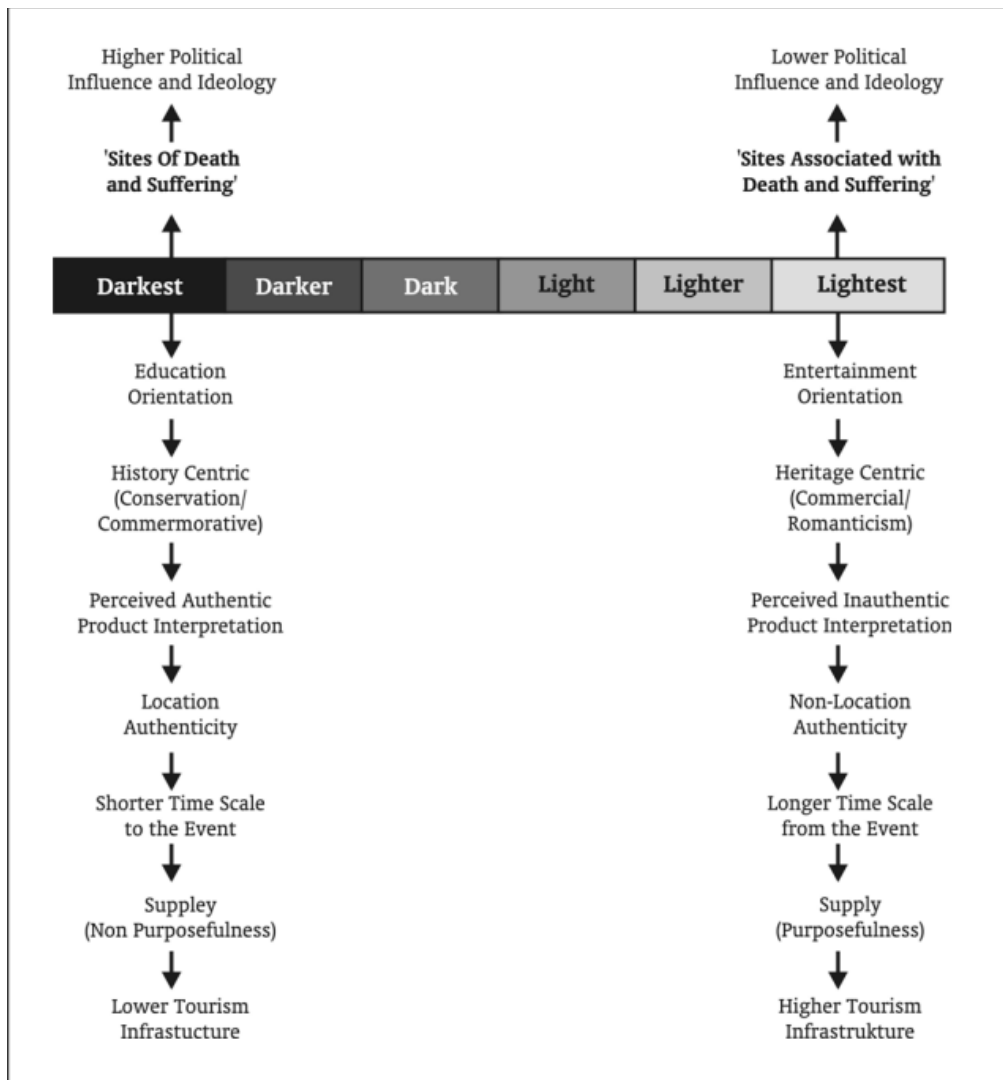 Higher Political
Influence and Ideology
Lower Political
Influence and Ideology
'Sites Of Death
and Suffering'
'Sites Associated with
Death and Suffering'
Darkest Darker Dark Light Lighter Lightest
Education
Orientation
Entertainment
Orientation
History Centric
(Conservation/
Commermorative)
Heritage Centric
(Commercial/
Romanticism)
Perceived Authentic
Product Interpretation
Perceived Inauthentic
Product Interpretation
Location
Authenticity
Non-Location
Authenticity
Shorter Time Scale
to the Event
Longer Time Scale
from the Event
Suppley
(Non Purposefulness)
Supply
(Purposefulness)
Lower Tourism
Infrastucture
Higher Tourism
Infrastrukture